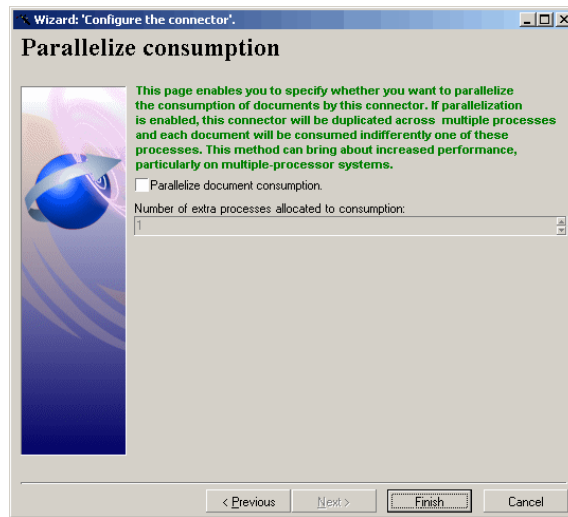 Wizard: 'Configure the connector'.
Parallelize consumption
This page enables you to specify whether you want to parallelize
the consumption of documents by this connector. If parallelization
is enabled, this connector will be duplicated across multiple processes
and each document will be consumed indifferently one of these
processes. This method can bring about increased performance,
particularly on multiple-processor systems.
Parallelize document consumption.
Number of extra processes allocated to consumption:
1
< Previous Next > Finish Cancel